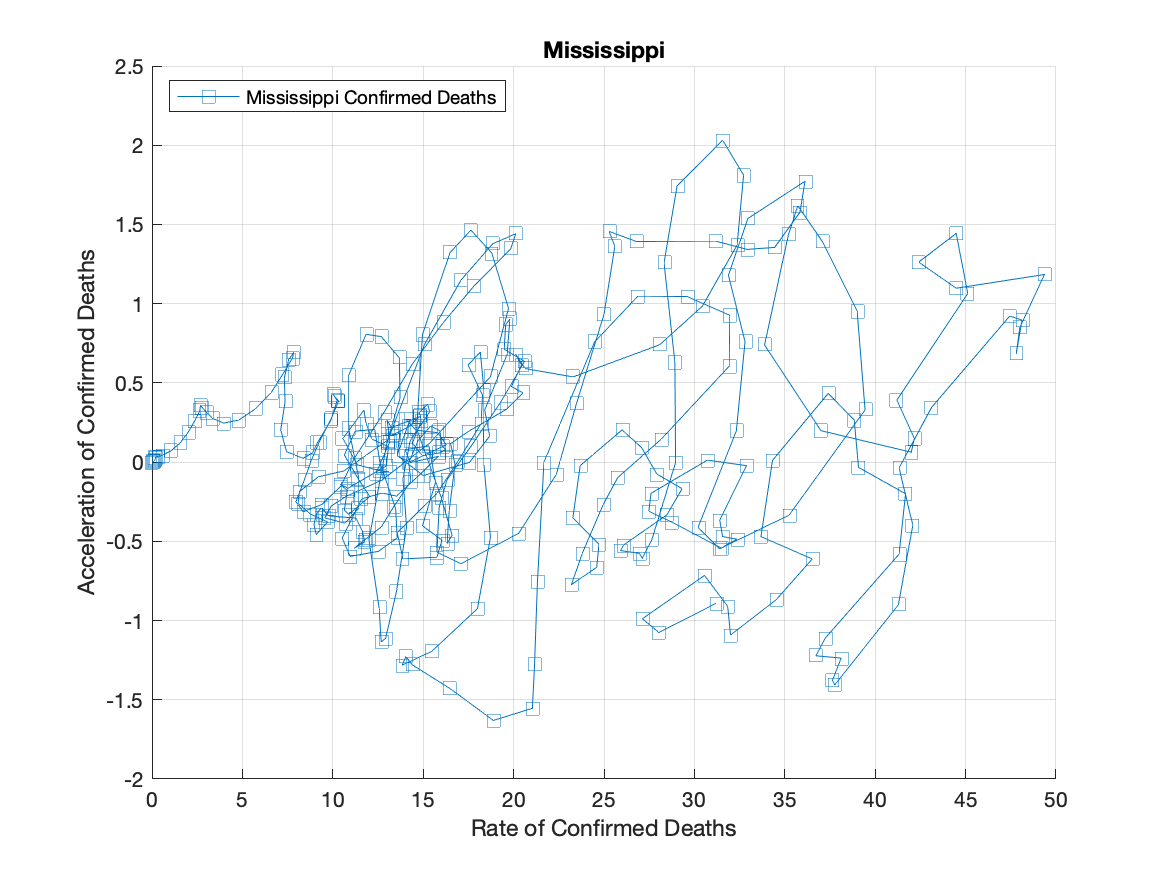 Mississippi
Mississippi Confirmed Deaths
2.5
2
1.5
1
0.5
0
-0.5
-1
-1.5
-2
Acceleration of Confirmed Deaths
0 5 10 15 20 25 30 35 40 45 50
Rate of Confirmed Deaths